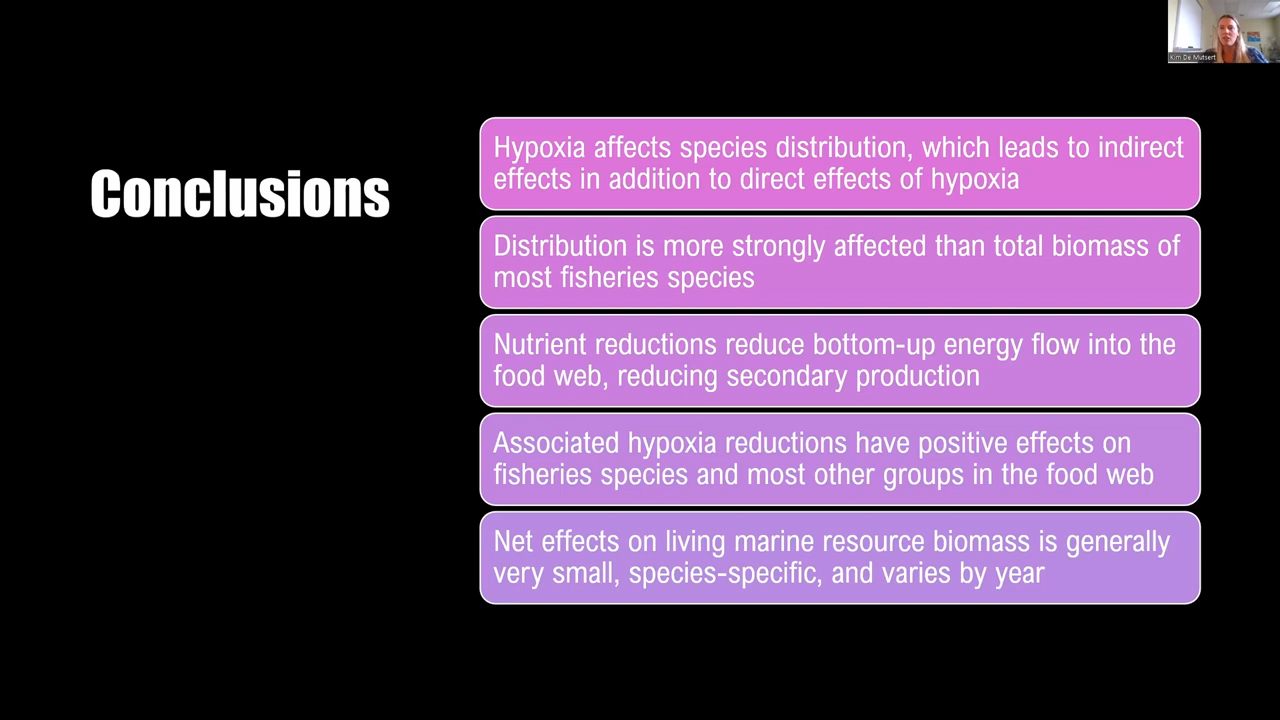 Kim De Mutsert
Conclusions
Hypoxia affects species distribution, which leads to indirect
effects in addition to direct effects of hypoxia
Distribution is more strongly affected than total biomass of
most fisheries species
Nutrient reductions reduce bottom-up energy flow into the
food web, reducing secondary production
Associated hypoxia reductions have positive effects on
fisheries species and most other groups in the food web
Net effects on living marine resource biomass is generally
very small, species-specific, and varies by year